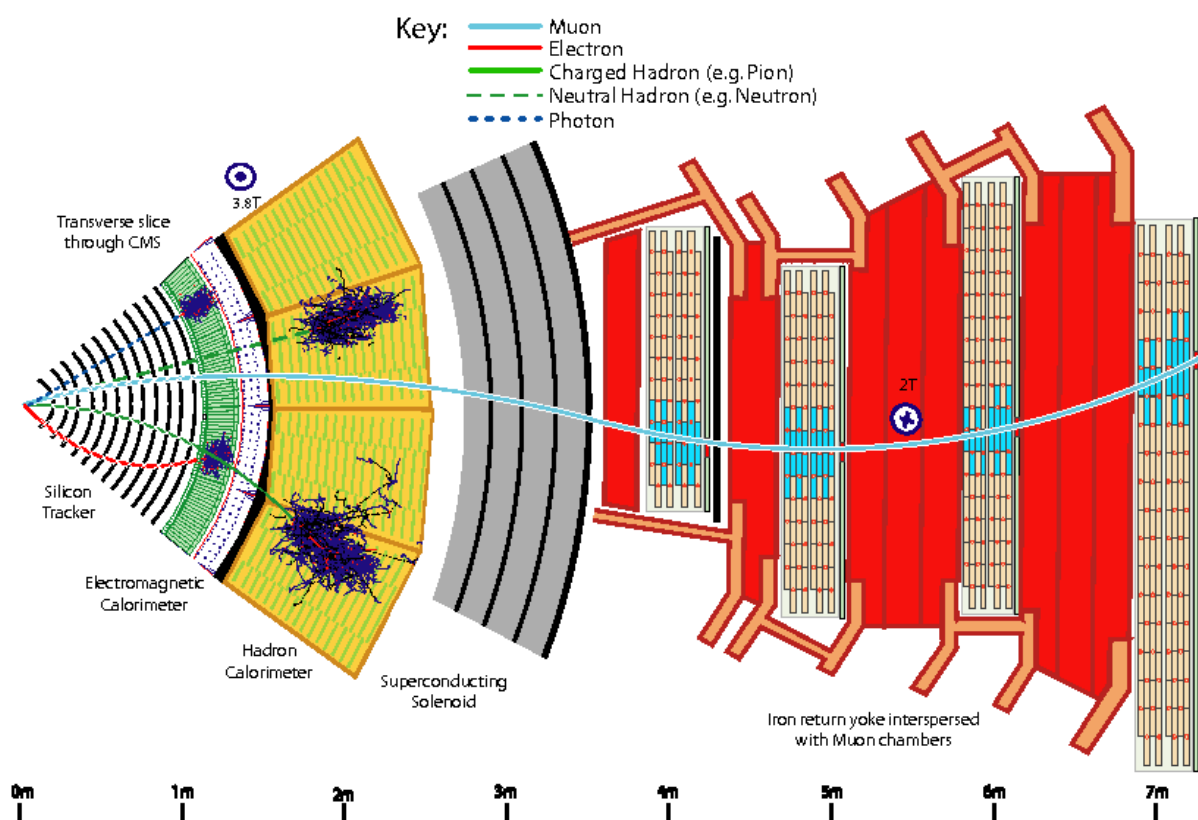 Key:
Muon
Electron
Charged Hadron (e.g. Pion)
Neutral Hadron (e.g. Neutron)
Photon
3.8T
Transverse slice
through CMS
2T
Silicon
Tracker
Electromagnetic
Calorimeter
Hadron
Calorimeter
Superconducting
Solenoid
Iron return yoke interspersed
with Muon chambers
0m 1m 2m 3m 4m 5m 6m 7m